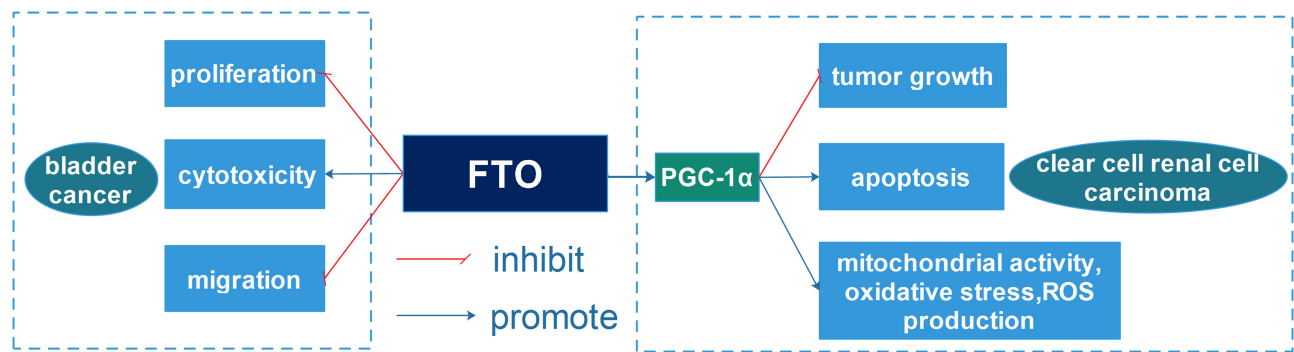 proliferation
bladder
cancer
cytotoxicity
migration
FTO
inhibit
promote
PGC-1α
tumor growth
apoptosis
clear cell renal cell
carcinoma
mitochondrial activity,
oxidative stress,ROS
production